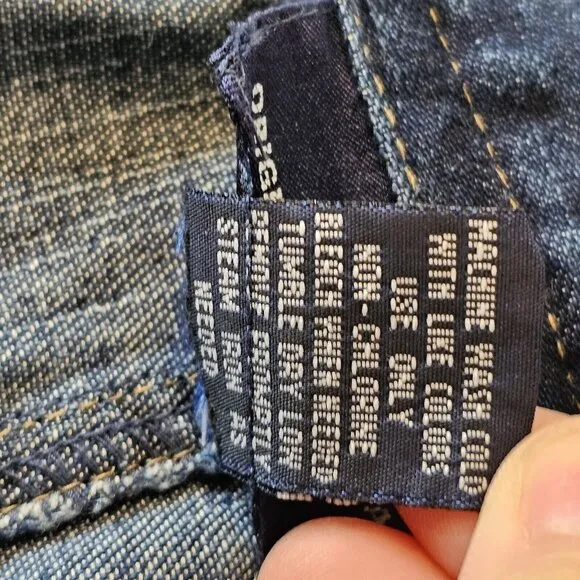 MACHINE WASH COLD
WITH LIKE COLORS
USE ONLY
NON-CHLORINE
BLEACH WHEN NEEDED
TUMBLE DRY LOW
REMOVE PROMPTLY
STEAM IRON AS
NEEDED